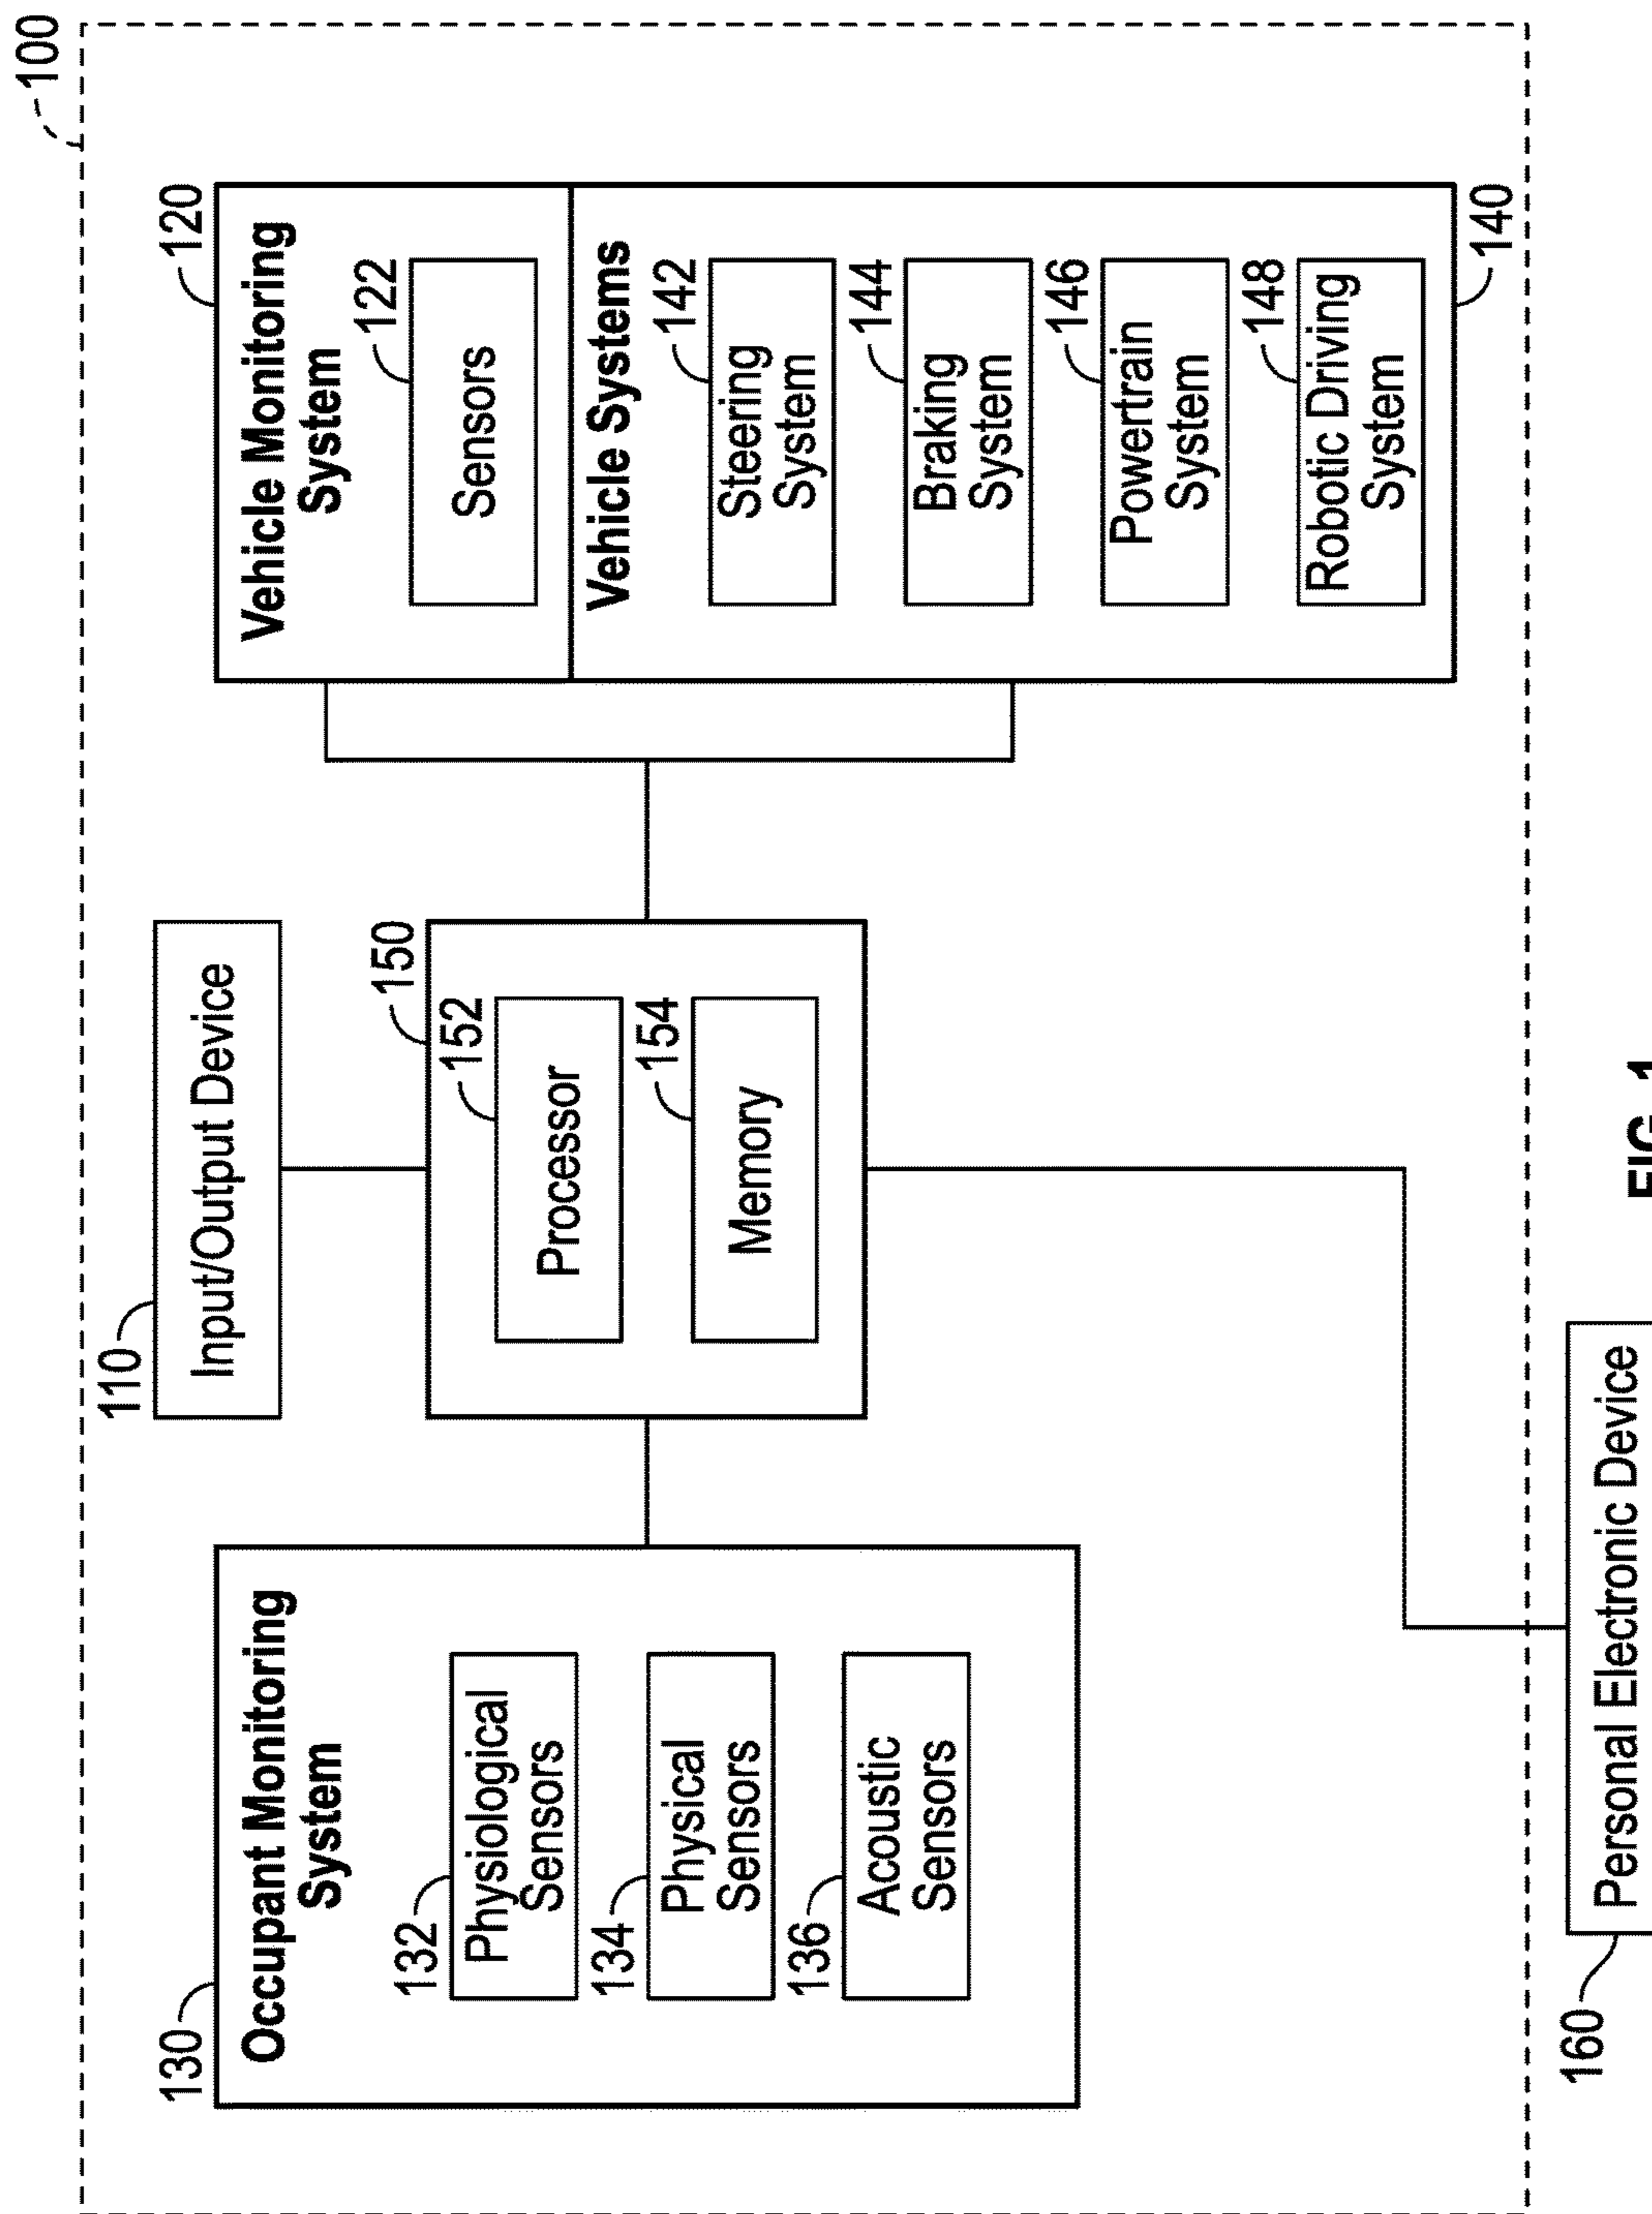 100
110
Input/Output Device
130
Occupant Monitoring
System
132
Physiological
Sensors
134
Physical
Sensors
136
Acoustic
Sensors
150
152
Processor
154
Memory
120
Vehicle Monitoring
System
122
Sensors
Vehicle Systems
142
Steering
System
144
Braking
System
146
Powertrain
System
148
Robotic Driving
System
140
160
Personal Electronic Device
FIG. 1